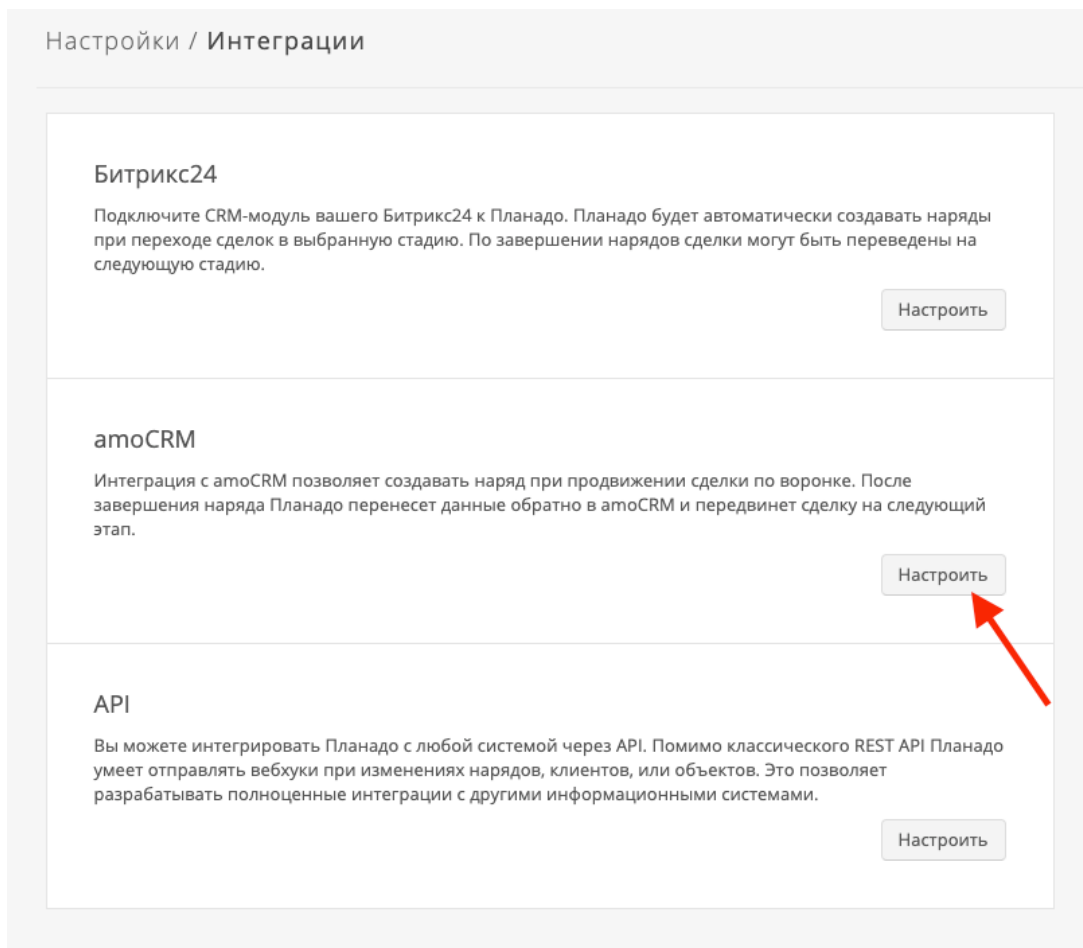 Настройки / Интеграции
Битрикс24
Подключите CRM-модуль вашего Битрикс24 к Планадо. Планадо будет автоматически создавать наряды
при переходе сделок в выбранную стадию. По завершении нарядов сделки могут быть переведены на
следующую стадию.
Настроить
amoCRM
Интеграция с amoCRM позволяет создавать наряд при продвижении сделки по воронке. После
завершения наряда Планадо перенесет данные обратно в amoCRM и передвинет сделку на следующий
этап.
Настроить
API
Вы можете интегрировать Планадо с любой системой через API. Помимо классического REST API Планадо
умеет отправлять вебхуки при изменениях нарядов, клиентов, или объектов. Это позволяет
разрабатывать полноценные интеграции с другими информационными системами.
Настроить